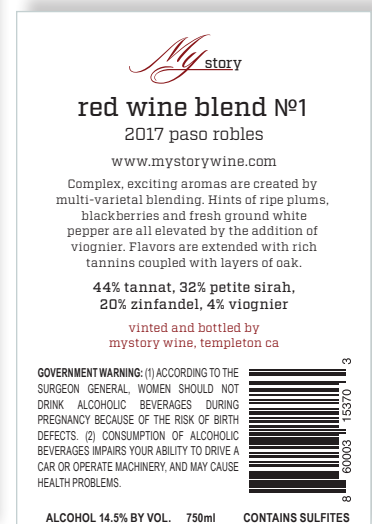 My story
red wine blend Nº1
2017 paso robles
www.mystorywine.com
Complex, exciting aromas are created by
multi-varietal blending. Hints of ripe plums,
blackberries and fresh ground white
pepper are all elevated by the addition of
viognier. Flavors are extended with rich
tannins coupled with layers of oak.
44% tannat, 32% petite sirah,
20% zinfandel, 4% viognier
vinted and bottled by
mystory wine, templeton ca
GOVERNMENT WARNING: (1) ACCORDING TO THE
SURGEON GENERAL, WOMEN SHOULD NOT
DRINK ALCOHOLIC BEVERAGES DURING
PREGNANCY BECAUSE OF THE RISK OF BIRTH
DEFECTS. (2) CONSUMPTION OF ALCOHOLIC
BEVERAGES IMPAIRS YOUR ABILITY TO DRIVE A
CAR OR OPERATE MACHINERY, AND MAY CAUSE
HEALTH PROBLEMS.
8 60003 15370 3
ALCOHOL 14.5% BY VOL. 750ml CONTAINS SULFITES